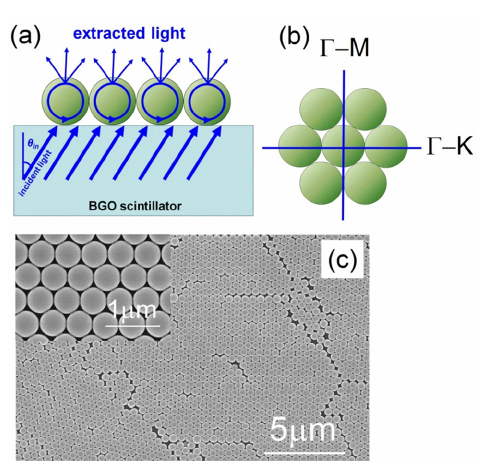 (a)
extracted light
θin
incident light
BGO scintillator
(b)
Γ–M
Γ–K
(c)
1μm
5μm